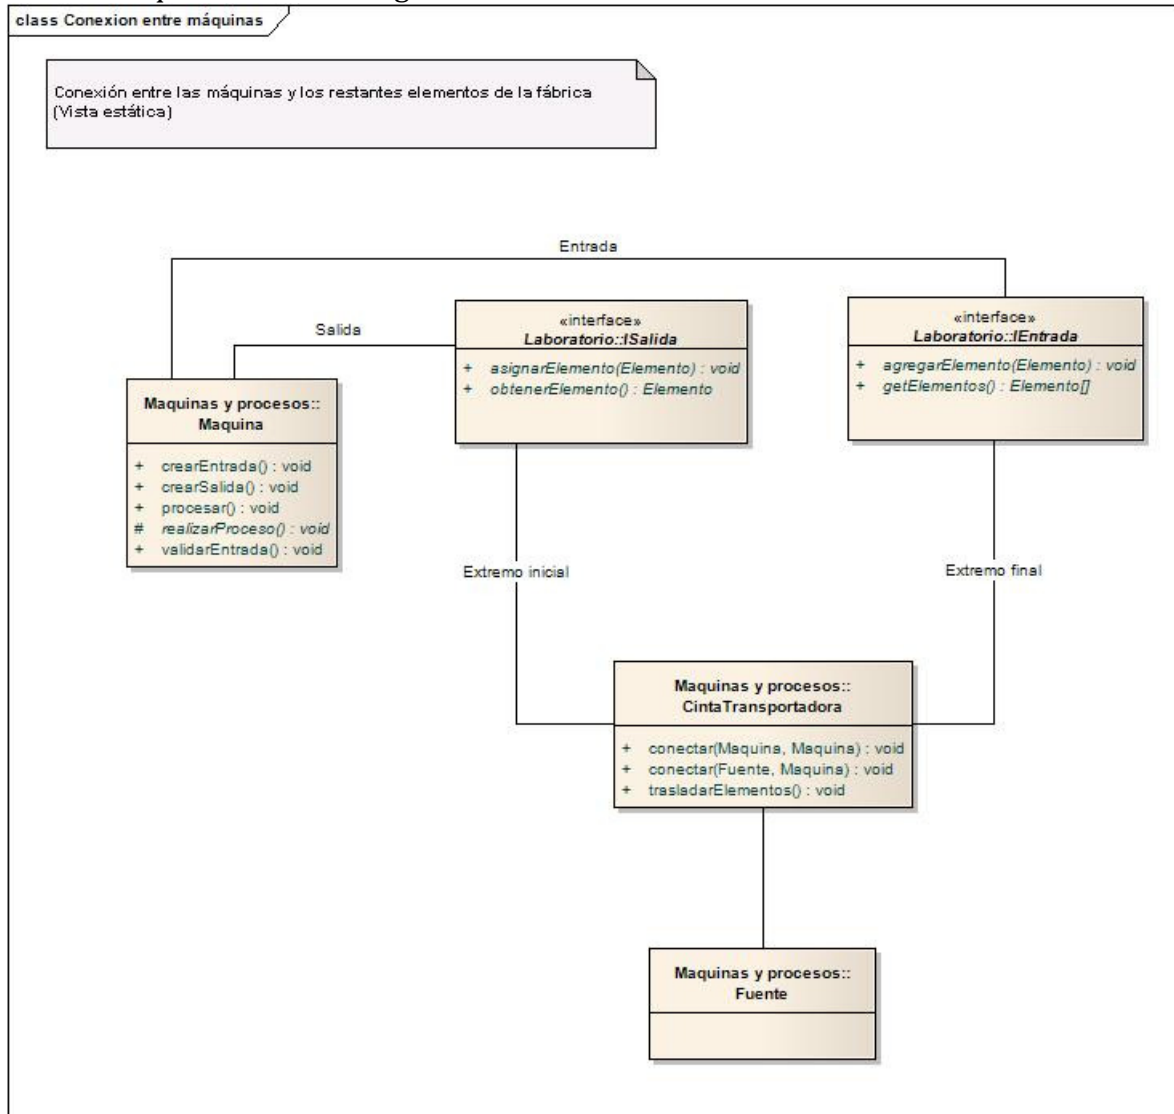 class Conexion entre máquinas
Conexión entre las máquinas y los restantes elementos de la fábrica
(Vista estática)
Entrada
Salida
«interface»
Laboratorio::ISalida
+ asignarElemento(Elemento) : void
+ obtenerElemento() : Elemento
«interface»
Laboratorio::IEntrada
+ agregarElemento(Elemento) : void
+ getElementos() : Elemento[]
Maquinas y procesos::
Maquina
+ crearEntrada() : void
+ crearSalida() : void
+ procesar() : void
# realizarProceso() : void
+ validarEntrada() : void
Extremo inicial
Extremo final
Maquinas y procesos::
CintaTransportadora
+ conectar(Maquina, Maquina) : void
+ conectar(Fuente, Maquina) : void
+ trasladarElementos() : void
Maquinas y procesos::
Fuente